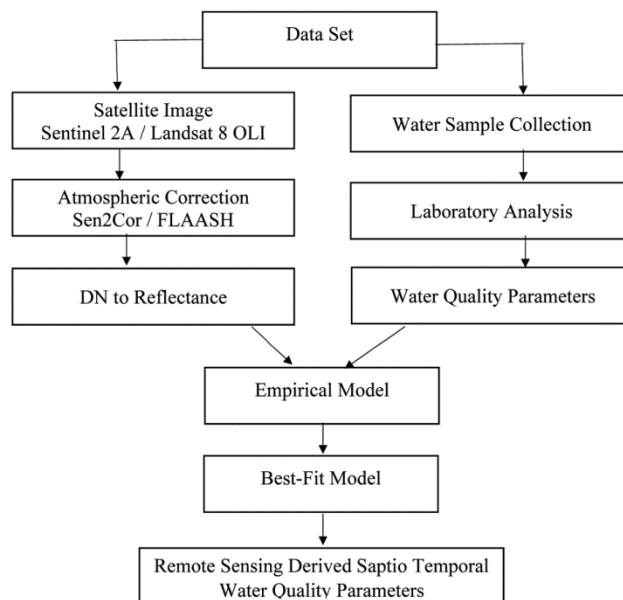 Data Set
Satellite Image
Sentinel 2A / Landsat 8 OLI
Water Sample Collection
Atmospheric Correction
Sen2Cor / FLAASH
Laboratory Analysis
DN to Reflectance
Water Quality Parameters
Empirical Model
Best-Fit Model
Remote Sensing Derived Saptio Temporal
Water Quality Parameters